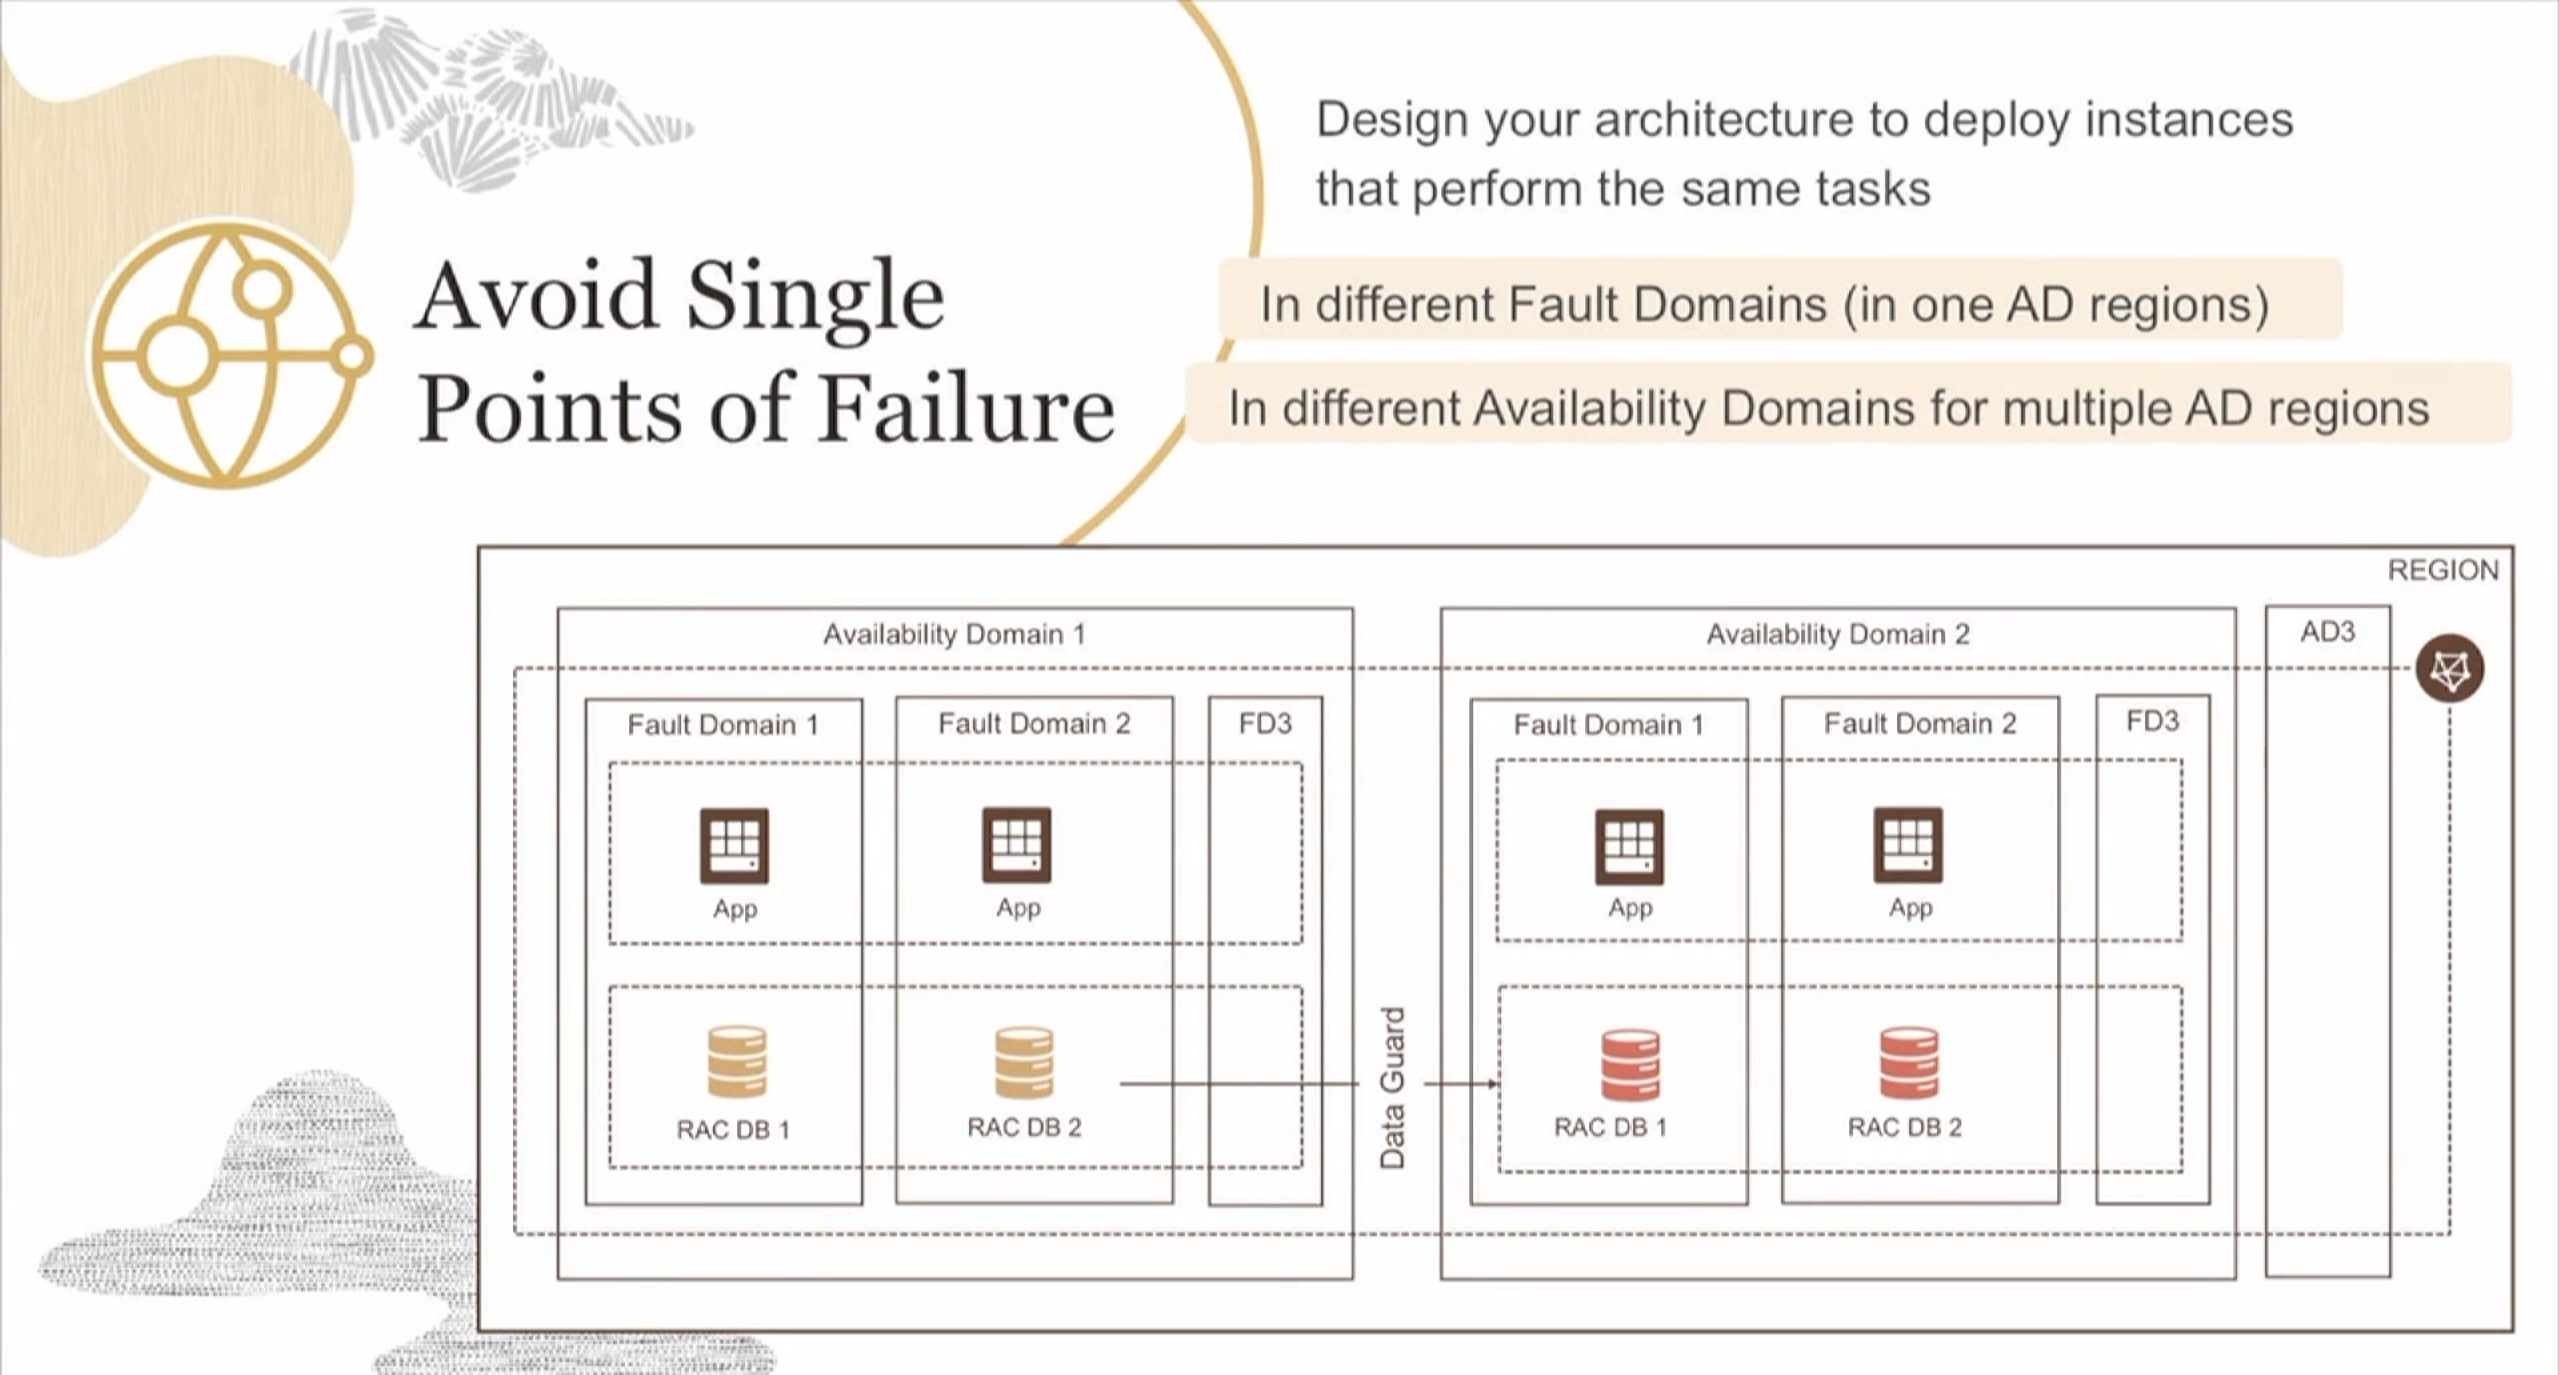 Avoid Single
Points of Failure
Design your architecture to deploy instances
that perform the same tasks
In different Fault Domains (in one AD regions)
In different Availability Domains for multiple AD regions
REGION
Availability Domain 1
Fault Domain 1
Fault Domain 2
FD3
App
App
RAC DB 1
RAC DB 2
Data Guard
Availability Domain 2
Fault Domain 1
Fault Domain 2
FD3
App
App
RAC DB 1
RAC DB 2
AD3